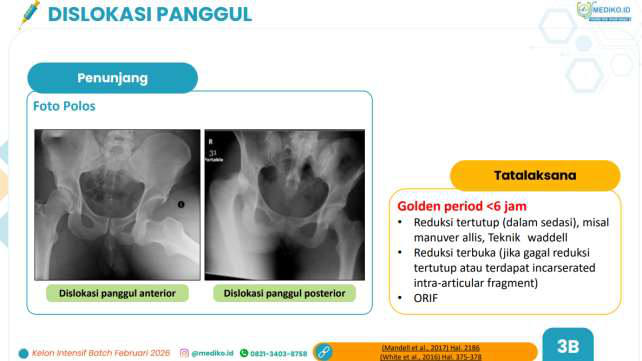 DISLOKASI PANGGUL
MEDIKO.ID
Penunjang
Foto Polos
R
31
Portable
Dislokasi panggul anterior
Dislokasi panggul posterior
Tatalaksana
Golden period <6 jam
• Reduksi tertutup (dalam sedasi), misal
manuver allis, Teknik waddell
• Reduksi terbuka (jika gagal reduksi
tertutup atau terdapat incarserated
intra-articular fragment)
• ORIF
Kelon Intensif Batch Februari 2026
@mediko.id
0821-3403-8758
(Mandell et al., 2017) Hal. 2186
(White et al., 2016) Hal. 375-378
3B